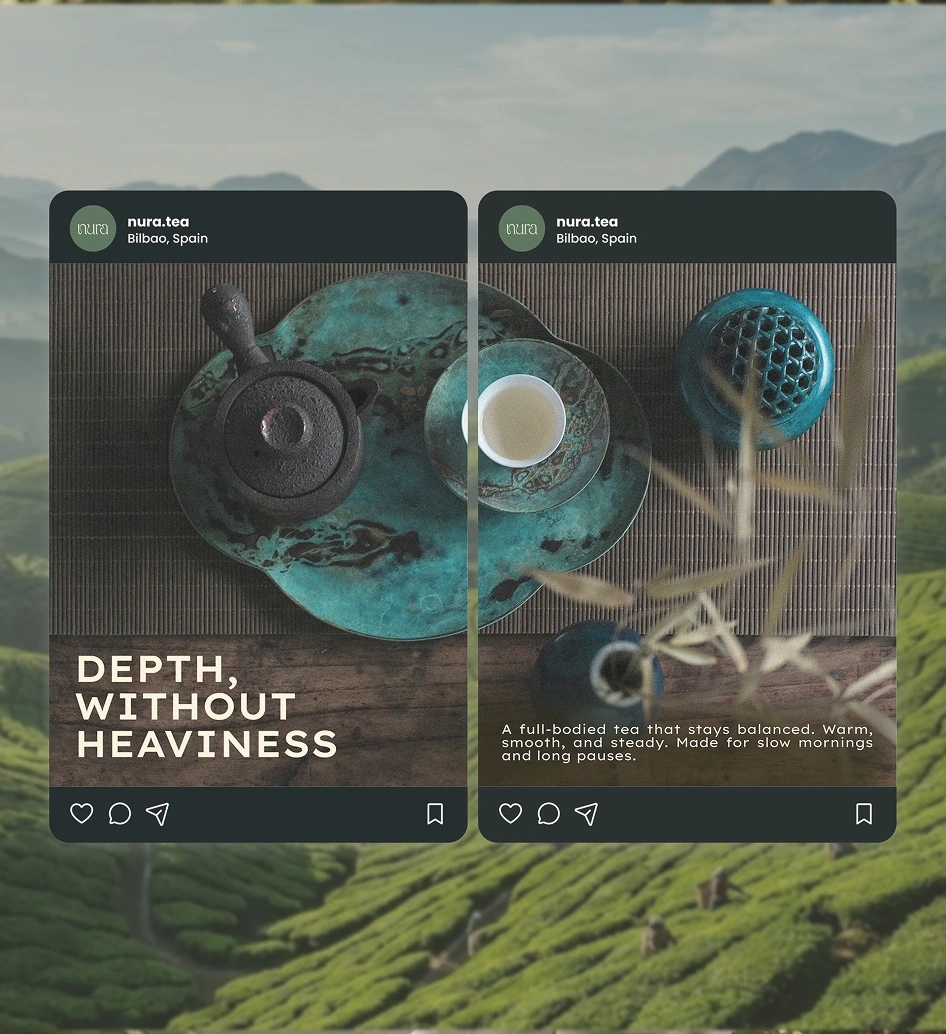 nura
nura.tea
Bilbao, Spain
DEPTH,
WITHOUT
HEAVINESS
nura
nura.tea
Bilbao, Spain
A full-bodied tea that stays balanced. Warm,
smooth, and steady. Made for slow mornings
and long pauses.